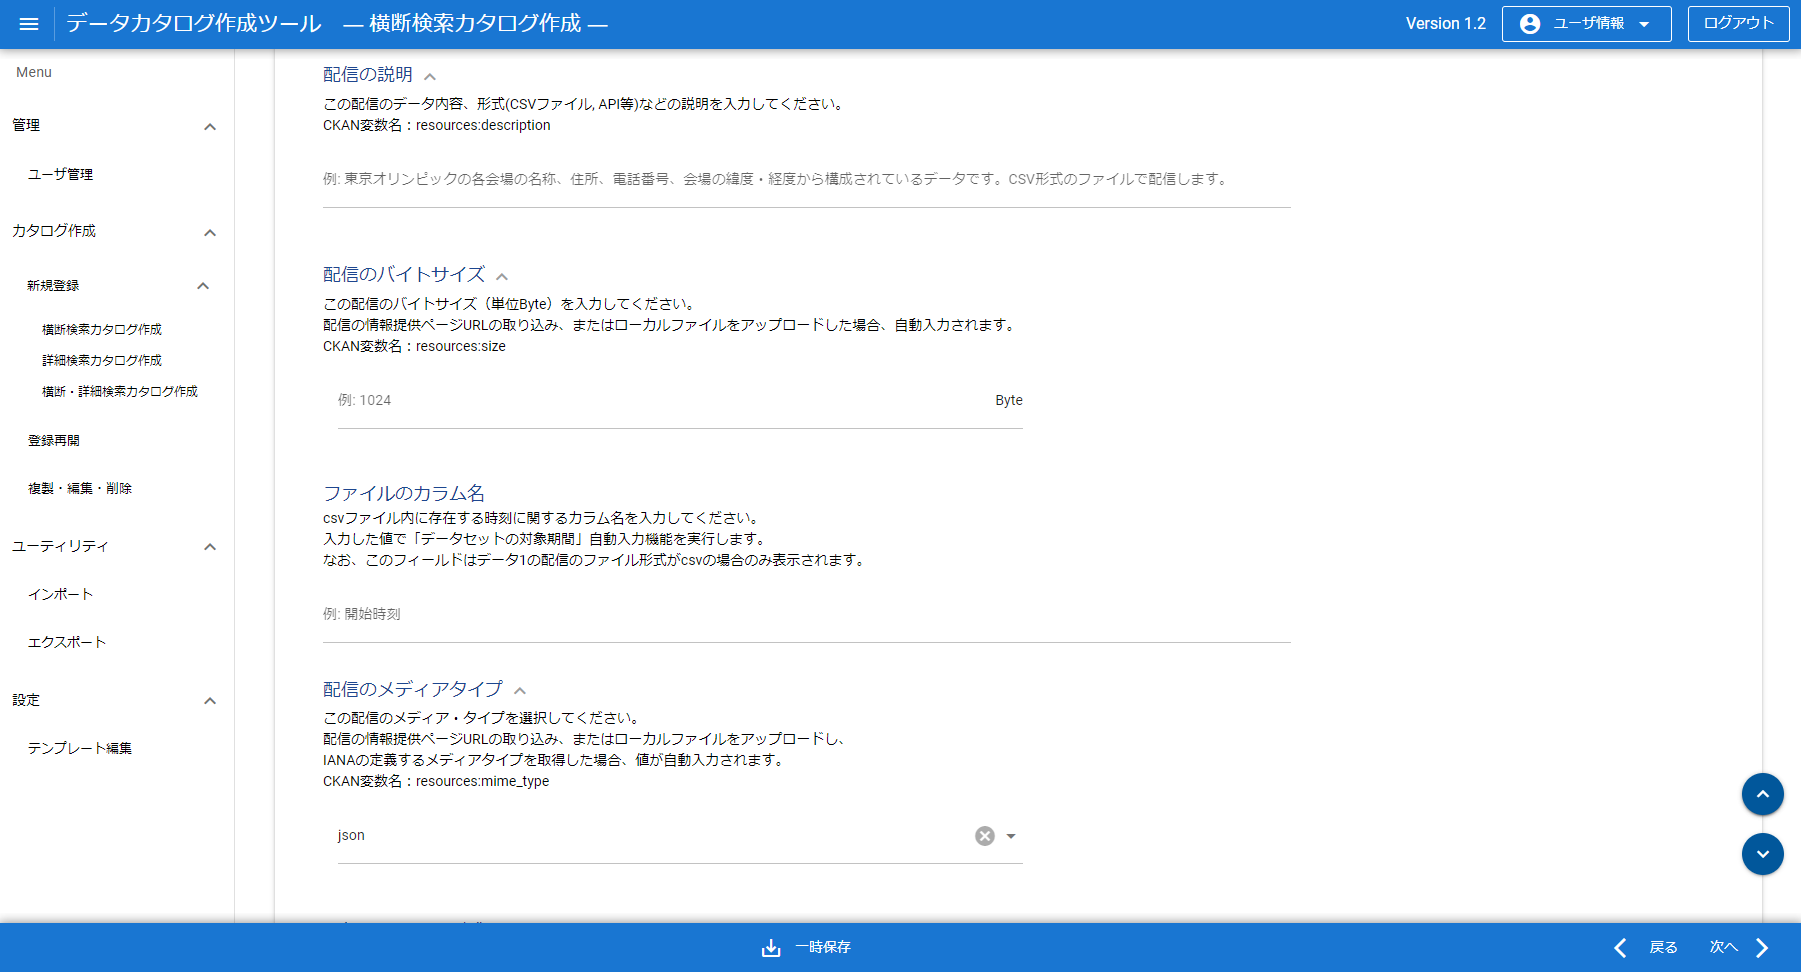 データカタログ作成ツール — 横断検索カタログ作成 —
Version 1.2
ユーザ情報
ログアウト
Menu
管理
ユーザ管理
カタログ作成
新規登録
横断検索カタログ作成
詳細検索カタログ作成
横断・詳細検索カタログ作成
登録再開
複製・編集・削除
ユーティリティ
インポート
エクスポート
設定
テンプレート編集
配信の説明
この配信のデータ内容、形式(CSVファイル, API等)などの説明を入力してください。
CKAN変数名：resources:description
例: 東京オリンピックの各会場の名称、住所、電話番号、会場の緯度・経度から構成されているデータです。CSV形式のファイルで配信します。
配信のバイトサイズ
この配信のバイトサイズ（単位Byte）を入力してください。
配信の情報提供ページURLの取り込み、またはローカルファイルをアップロードした場合、自動入力されます。
CKAN変数名：resources:size
例: 1024
Byte
ファイルのカラム名
csvファイル内に存在する時刻に関するカラム名を入力してください。
入力した値で「データセットの対象期間」自動入力機能を実行します。
なお、このフィールドはデータ1の配信のファイル形式がcsvの場合のみ表示されます。
例: 開始時刻
配信のメディアタイプ
この配信のメディア・タイプを選択してください。
配信の情報提供ページURLの取り込み、またはローカルファイルをアップロードし、
IANAの定義するメディアタイプを取得した場合、値が自動入力されます。
CKAN変数名：resources:mime_type
json
一時保存
戻る
次へ